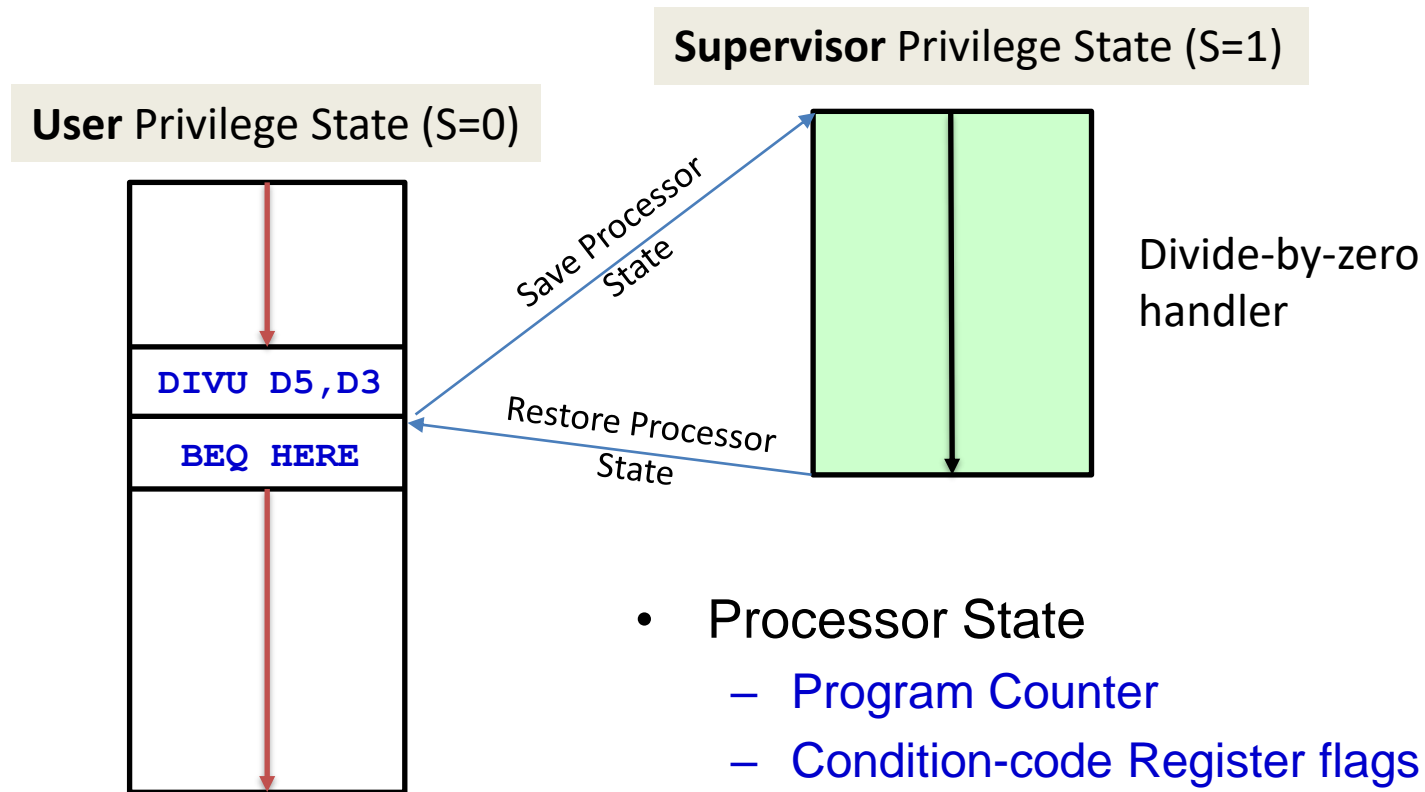 Supervisor Privilege State (S=1)
User Privilege State (S=0)
Save Processor
State
Divide-by-zero
handler
DIVU D5,D3
BEQ HERE
Restore Processor
State
• Processor State
– Program Counter
– Condition-code Register flags